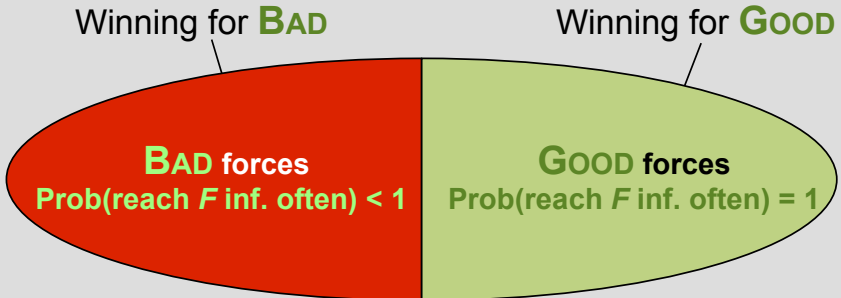 Winning for BAD
Winning for GOOD
BAD forces
Prob(reach F inf. often) < 1
GOOD forces
Prob(reach F inf. often) = 1